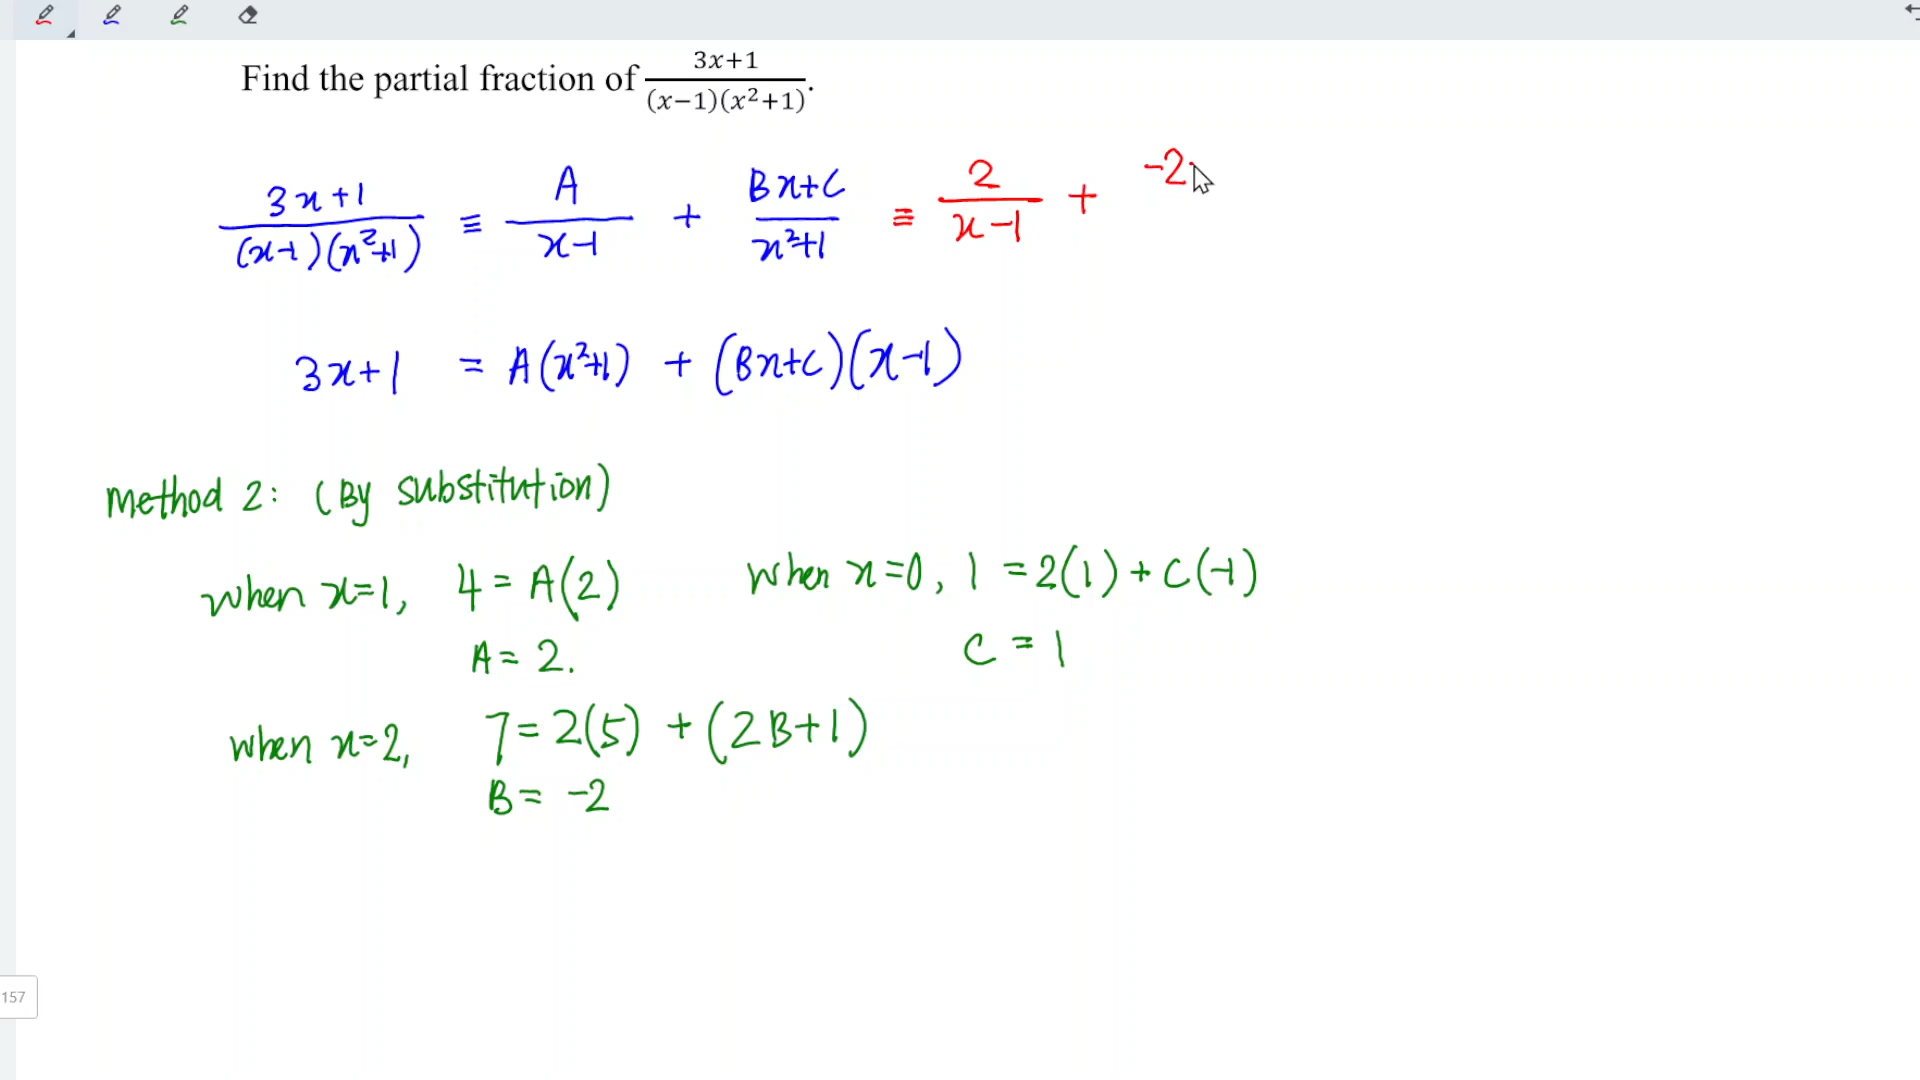 Find the partial fraction of (3x+1)/((x−1)(x²+1)).
(3x+1)/((x-1)(x²+1)) ≡ A/(x-1) + (Bx+C)/(x²+1) ≡ 2/(x-1) + -2
3x+1 = A(x²+1) + (Bx+C)(x-1)
Method 2: (By substitution)
when x=1, 4 = A(2)
A = 2.
when x=0, 1 = 2(1) + C(-1)
C = 1
when x=2, 7 = 2(5) + (2B+1)
B = -2
157